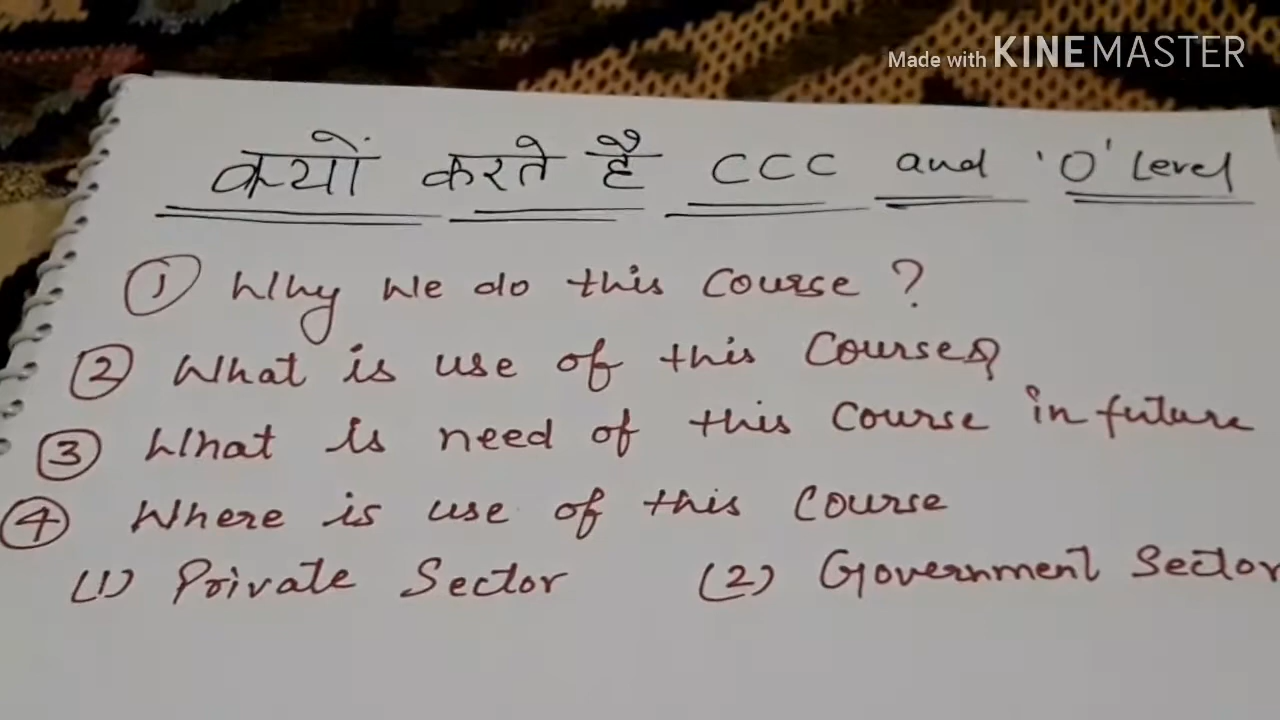 Made with KINEMASTER
क्यों करते है CCC and 'O' Level
① Why We do this Course ?
② What is use of this Course?
③ What is need of this Course in future
④ Where is use of this Course
(1) Private Sector (2) Government Sector